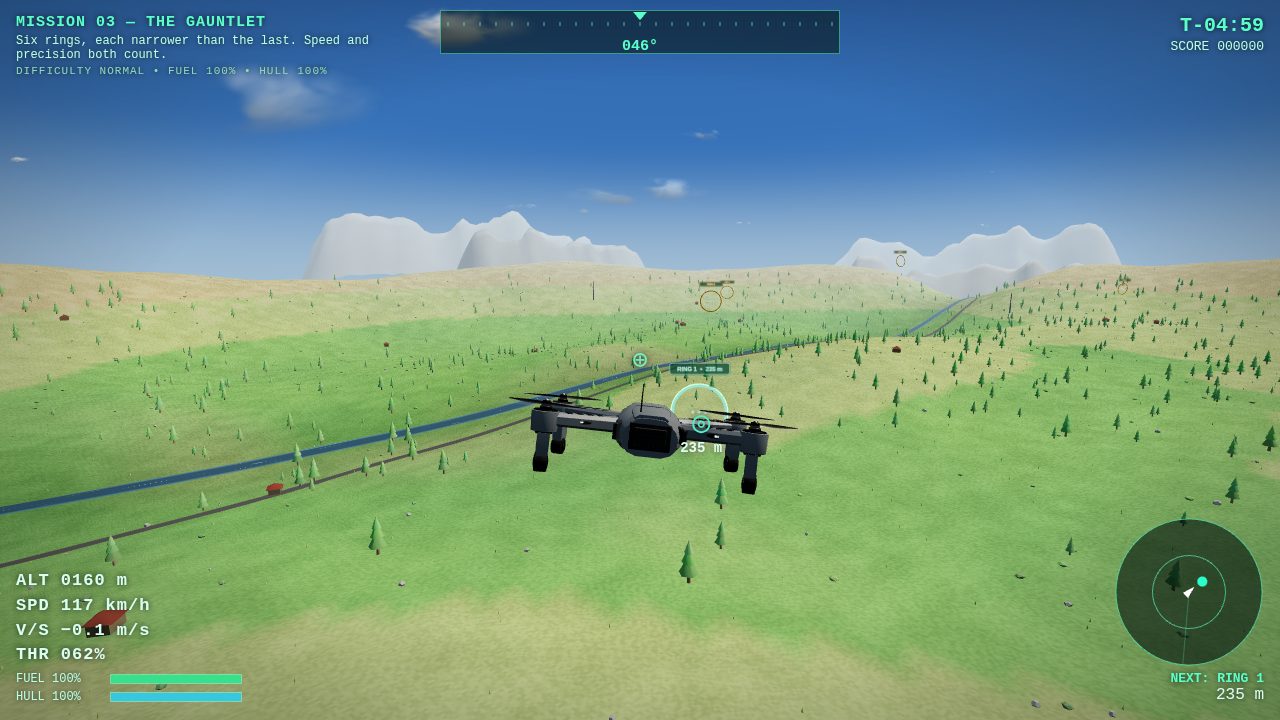 MISSION 03 — THE GAUNTLET
Six rings, each narrower than the last. Speed and
precision both count.
DIFFICULTY NORMAL • FUEL 100% • HULL 100%
046°
T-04:59
SCORE 000000
RING 1 • 235 m
235 m
ALT 0160 m
SPD 117 km/h
V/S −0.1 m/s
THR 062%
FUEL 100%
HULL 100%
NEXT: RING 1
235 m